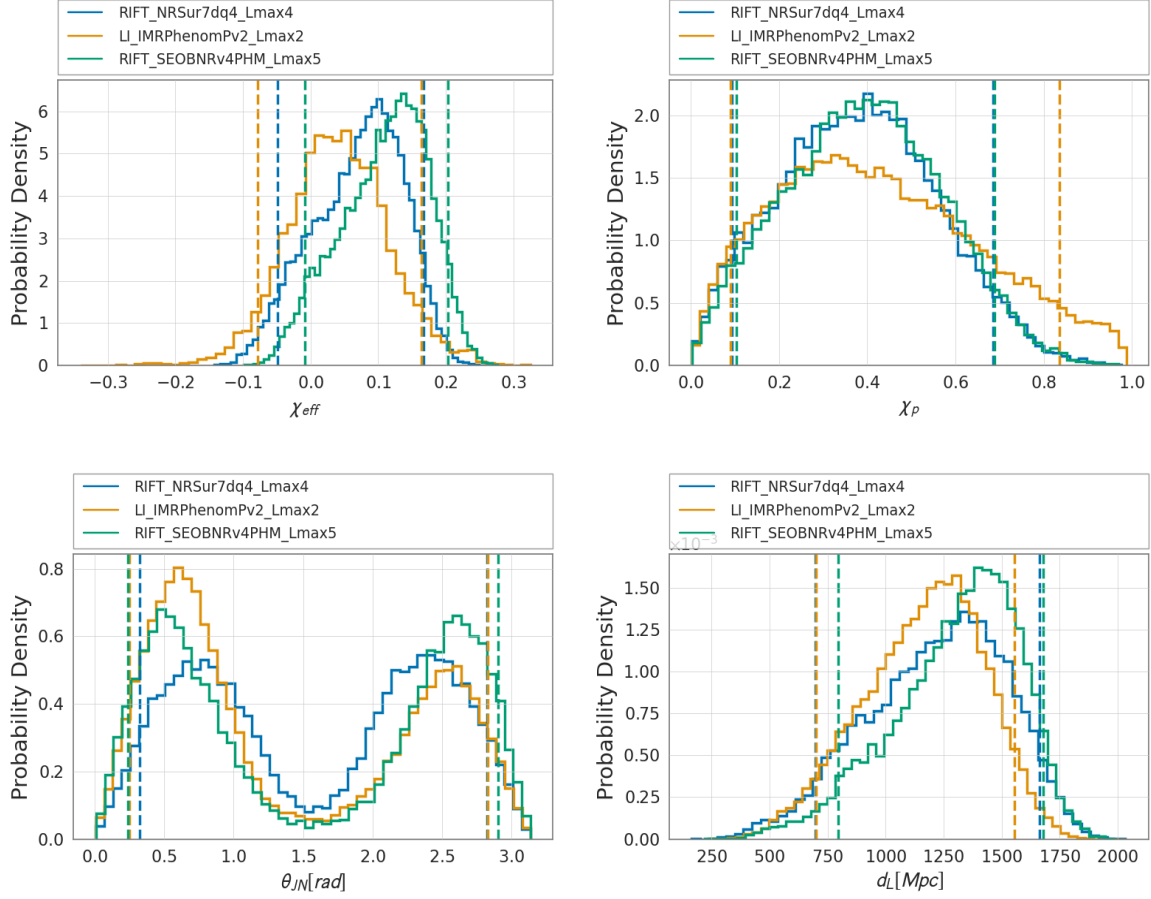 RIFT_NRSur7dq4_Lmax4
LI_IMRPhenomPv2_Lmax2
RIFT_SEOBNRv4PHM_Lmax5
Probability Density
6
5
4
3
2
1
0
−0.3 −0.2 −0.1 0.0 0.1 0.2 0.3
χeff
RIFT_NRSur7dq4_Lmax4
LI_IMRPhenomPv2_Lmax2
RIFT_SEOBNRv4PHM_Lmax5
Probability Density
2.0
1.5
1.0
0.5
0.0
0.0 0.2 0.4 0.6 0.8 1.0
χp
RIFT_NRSur7dq4_Lmax4
LI_IMRPhenomPv2_Lmax2
RIFT_SEOBNRv4PHM_Lmax5
Probability Density
0.8
0.6
0.4
0.2
0.0
0.0 0.5 1.0 1.5 2.0 2.5 3.0
θJN[rad]
RIFT_NRSur7dq4_Lmax4
LI_IMRPhenomPv2_Lmax2
RIFT_SEOBNRv4PHM_Lmax5
×10−3
Probability Density
1.50
1.25
1.00
0.75
0.50
0.25
0.00
250 500 750 1000 1250 1500 1750 2000
dL[Mpc]